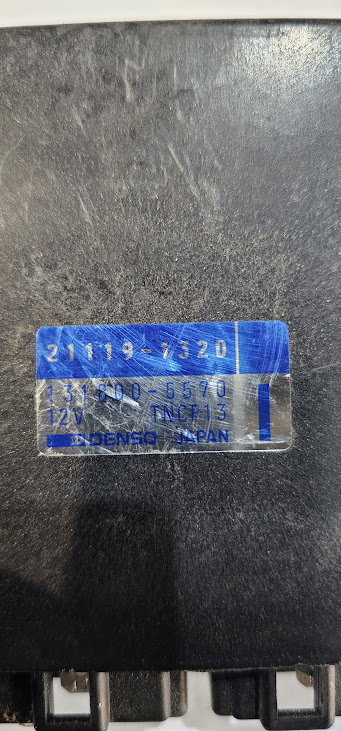 21119-1320
131800-5570
12V TNCF13
DENSO JAPAN